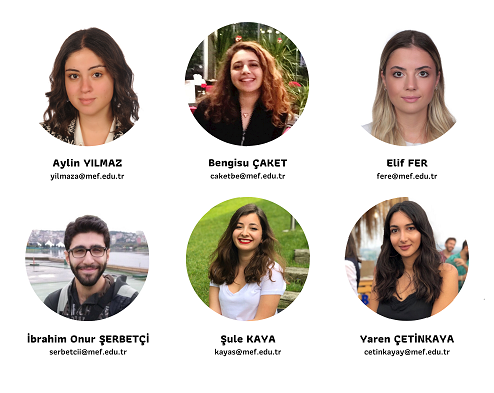 Aylin YILMAZ
yilmaza@mef.edu.tr
Bengisu ÇAKET
caketbe@mef.edu.tr
Elif FER
fere@mef.edu.tr
İbrahim Onur ŞERBETÇİ
serbetcii@mef.edu.tr
Şule KAYA
kayas@mef.edu.tr
Yaren ÇETİNKAYA
cetinkayay@mef.edu.tr